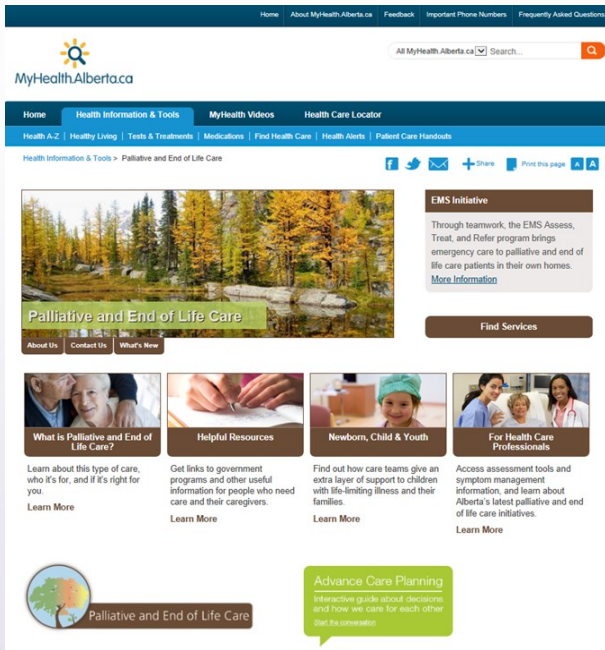 Home
About MyHealth.Alberta.ca
Feedback
Important Phone Numbers
Frequently Asked Questions
MyHealth.Alberta.ca
All MyHealth.Alberta.ca
Search...
Home
Health Information & Tools
MyHealth Videos
Health Care Locator
Health A-Z | Healthy Living | Tests & Treatments | Medications | Find Health Care | Health Alerts | Patient Care Handouts
Health Information & Tools > Palliative and End of Life Care
Share
Print this page
A
A
Palliative and End of Life Care
About Us
Contact Us
What's New
EMS Initiative
Through teamwork, the EMS Assess,
Treat, and Refer program brings
emergency care to palliative and end of
life care patients in their own homes.
More Information
Find Services
What is Palliative and End of
Life Care?
Learn about this type of care,
who it's for, and if it's right for
you.
Learn More
Helpful Resources
Get links to government
programs and other useful
information for people who need
care and their caregivers.
Learn More
Newborn, Child & Youth
Find out how care teams give an
extra layer of support to children
with life-limiting illness and their
families.
Learn More
For Health Care
Professionals
Access assessment tools and
symptom management
information, and learn about
Alberta's latest palliative and end
of life care initiatives.
Learn More
Palliative and End of Life Care
Advance Care Planning
Interactive guide about decisions
and how we care for each other
Start the conversation